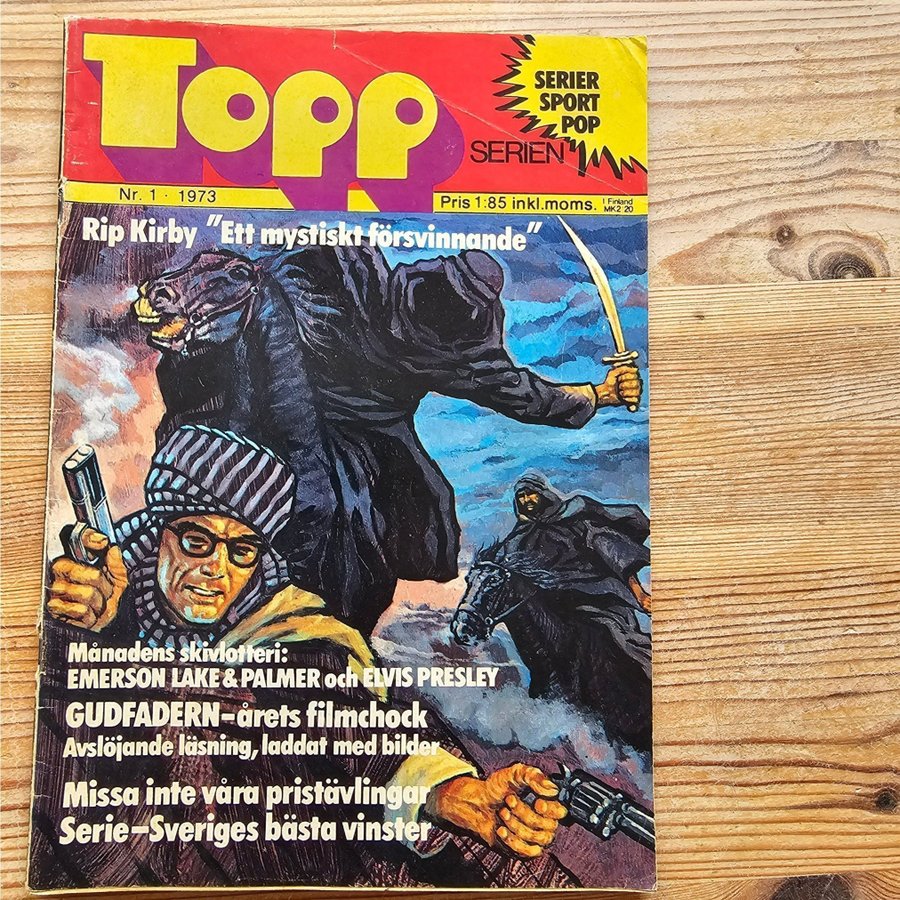 Topp
SERIER
SPORT
POP
SERIEN
Nr. 1 · 1973
Pris 1:85 inkl.moms.
I Finland
MK2:20
Rip Kirby "Ett mystiskt försvinnande"
Månadens skivlotteri:
EMERSON LAKE & PALMER och ELVIS PRESLEY
GUDFADERN–årets filmchock
Avslöjande läsning, laddat med bilder
Missa inte våra pristävlingar
Serie–Sveriges bästa vinster